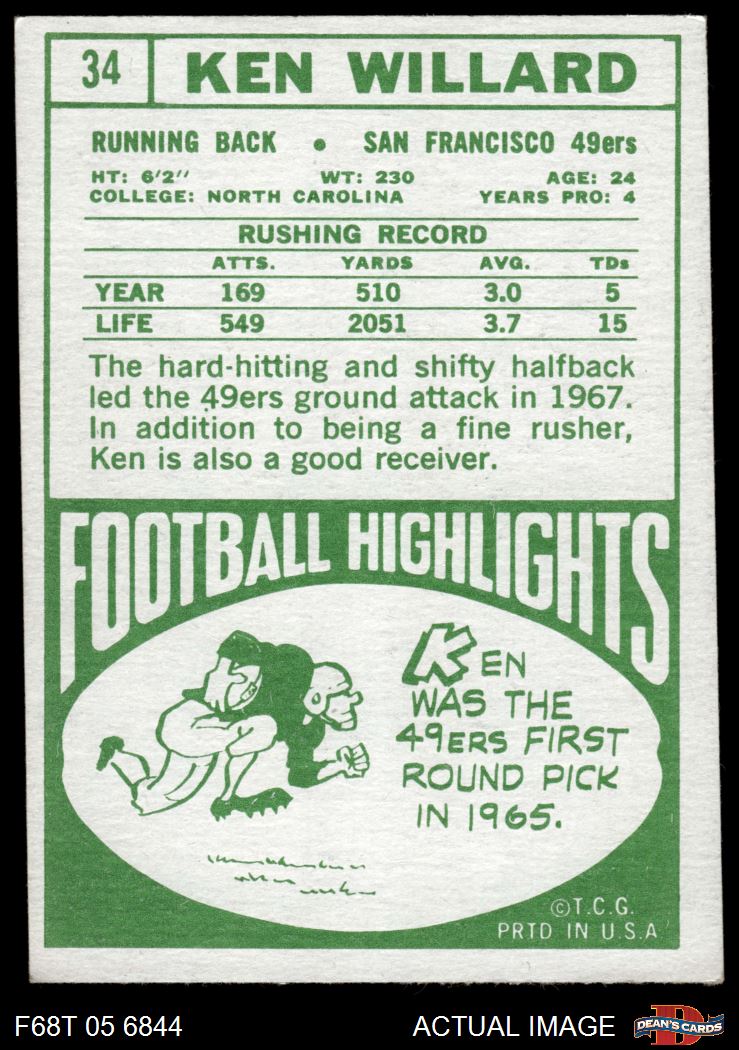 34 KEN WILLARD
RUNNING BACK • SAN FRANCISCO 49ers
HT: 6'2" WT: 230 AGE: 24
COLLEGE: NORTH CAROLINA YEARS PRO: 4
RUSHING RECORD
ATTS. YARDS AVG. TDs
YEAR 169 510 3.0 5
LIFE 549 2051 3.7 15
The hard-hitting and shifty halfback
led the 49ers ground attack in 1967.
In addition to being a fine rusher,
Ken is also a good receiver.
FOOTBALL HIGHLIGHTS
KEN
WAS THE
49ERS FIRST
ROUND PICK
IN 1965.
©T.C.G.
PRTD IN U.S.A
F68T 05 6844 ACTUAL IMAGE D DEAN'S CARDS